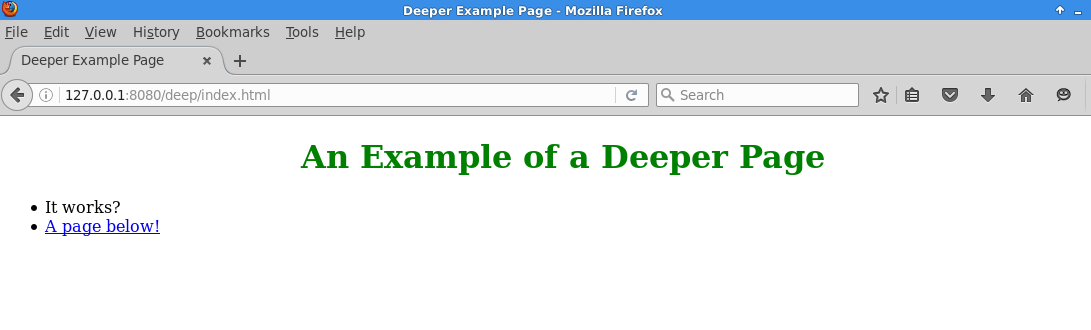 Deeper Example Page - Mozilla Firefox
File Edit View History Bookmarks Tools Help
Deeper Example Page
127.0.0.1:8080/deep/index.html Search
An Example of a Deeper Page
It works?
A page below!